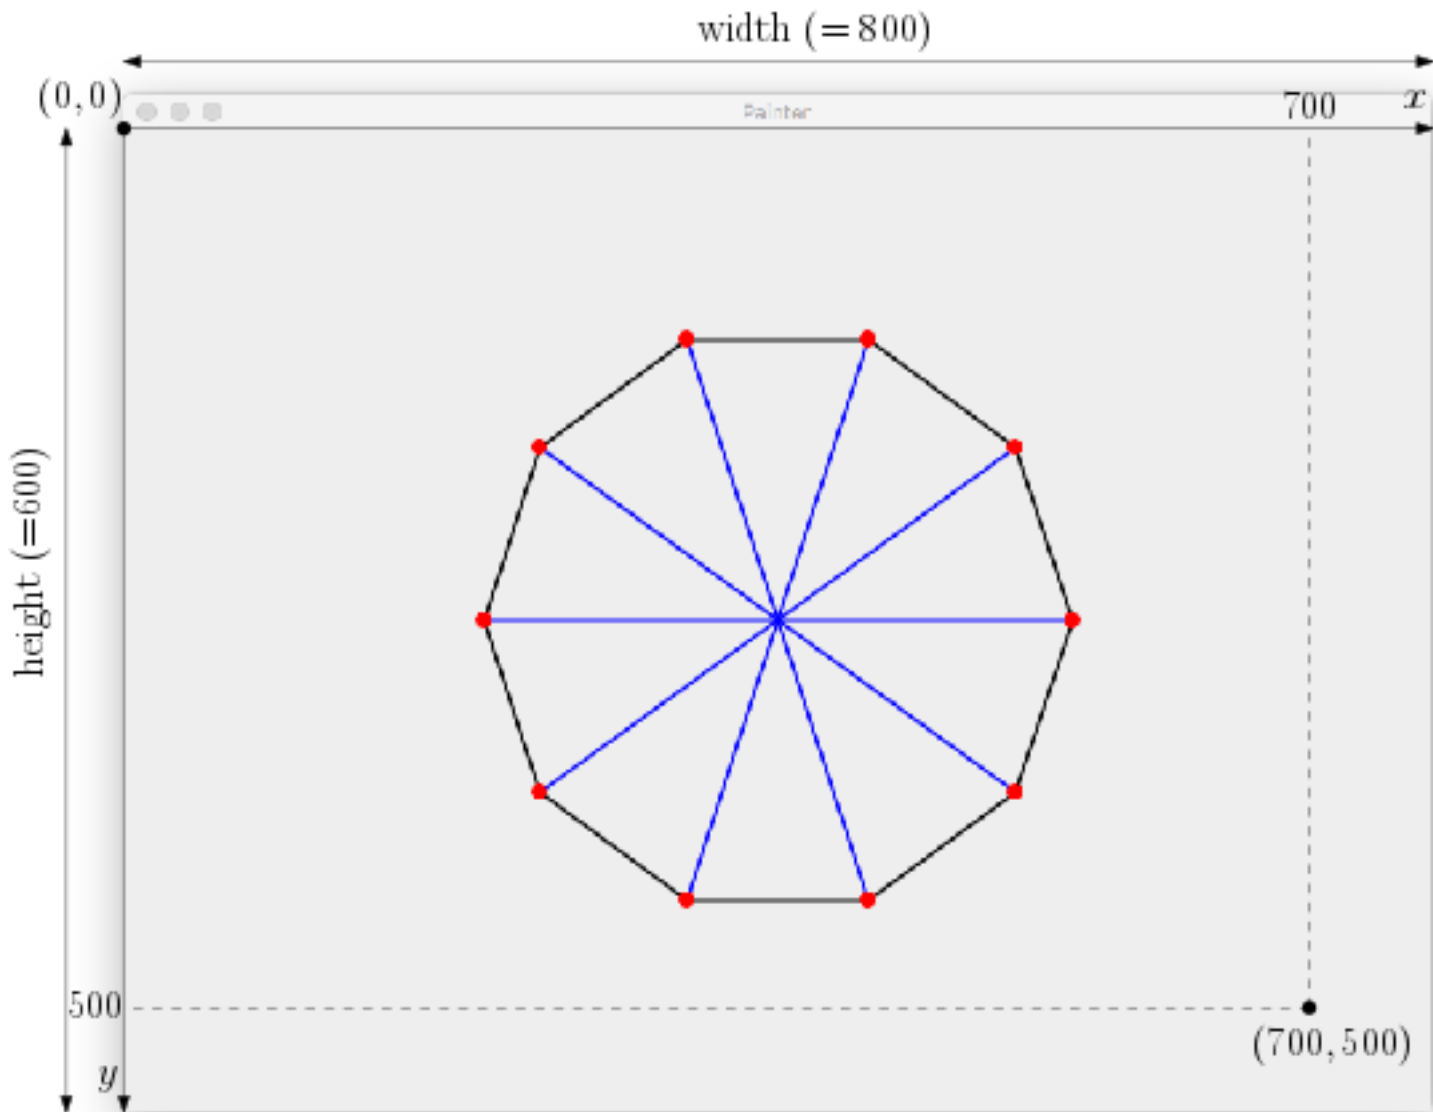 width (=800)
(0,0)
Painter
700
x
height (=600)
500
y
(700,500)